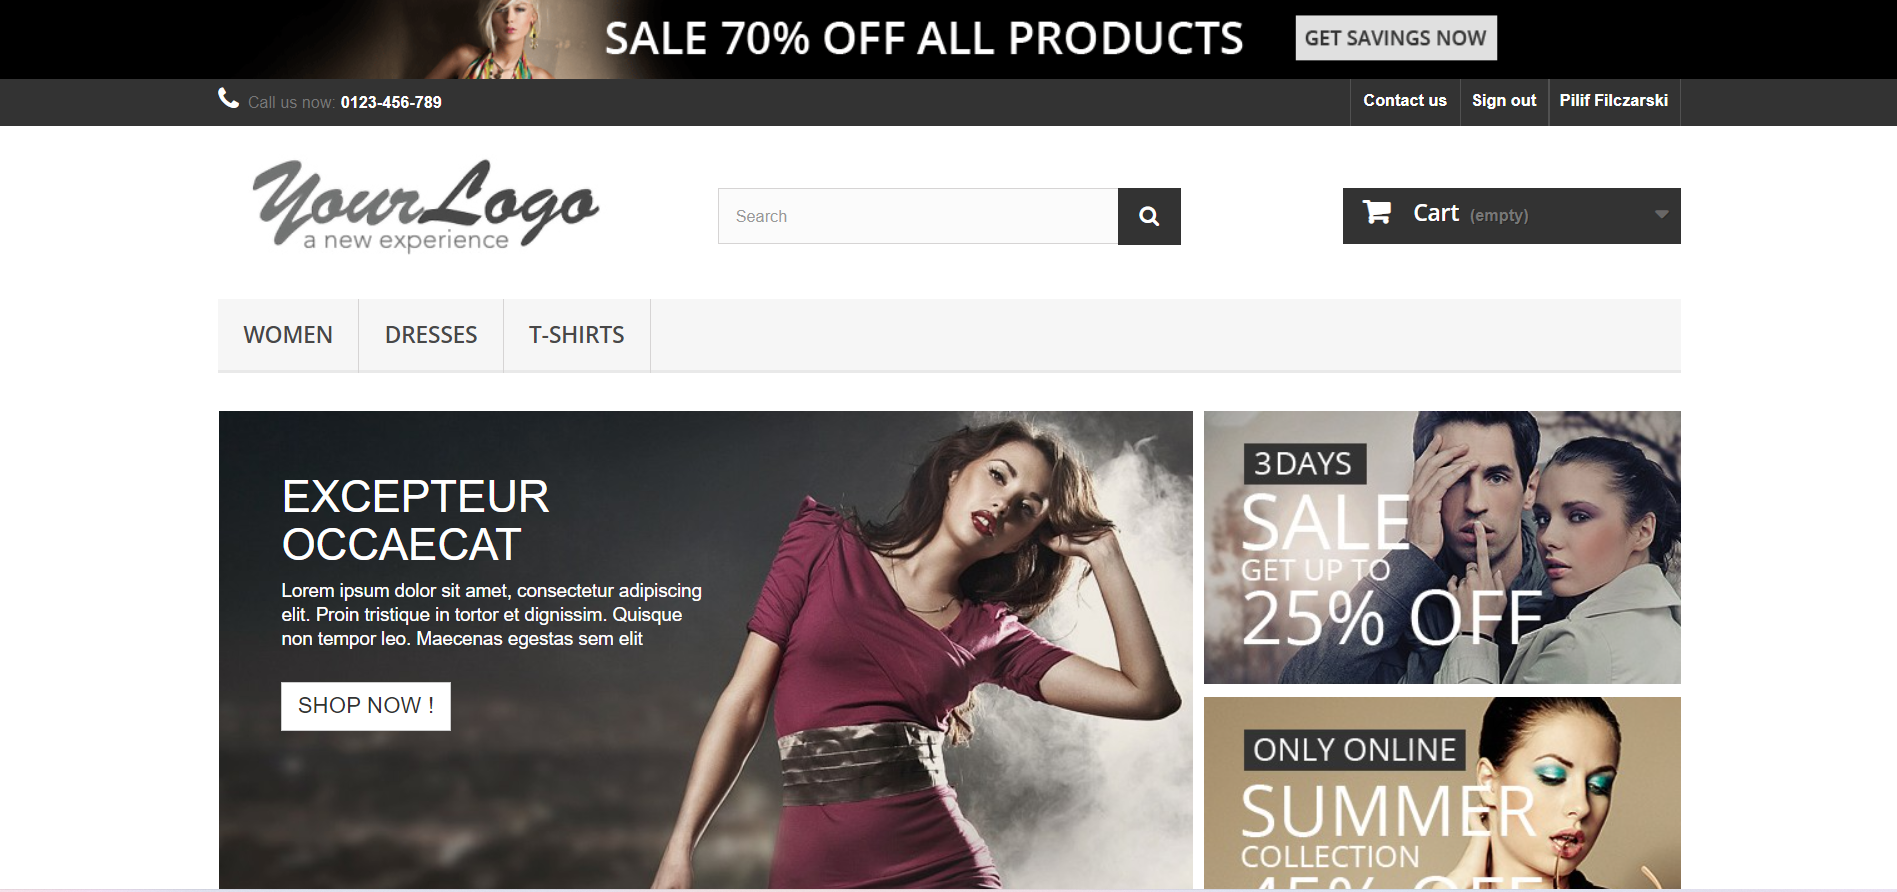 SALE 70% OFF ALL PRODUCTS
GET SAVINGS NOW
Call us now: 0123-456-789
Contact us
Sign out
Pilif Filczarski
YourLogo
a new experience
Search
Cart (empty)
WOMEN
DRESSES
T-SHIRTS
EXCEPTEUR
OCCAECAT
Lorem ipsum dolor sit amet, consectetur adipiscing
elit. Proin tristique in tortor et dignissim. Quisque
non tempor leo. Maecenas egestas sem elit
SHOP NOW !
3DAYS
SALE
GET UP TO
25% OFF
ONLY ONLINE
SUMMER
COLLECTION
45% OFF